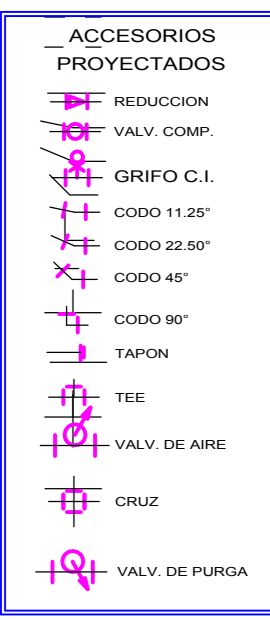 ACCESORIOS
PROYECTADOS
REDUCCION
VALV. COMP.
GRIFO C.I.
CODO 11.25°
CODO 22.50°
CODO 45°
CODO 90°
TAPON
TEE
VALV. DE AIRE
CRUZ
VALV. DE PURGA